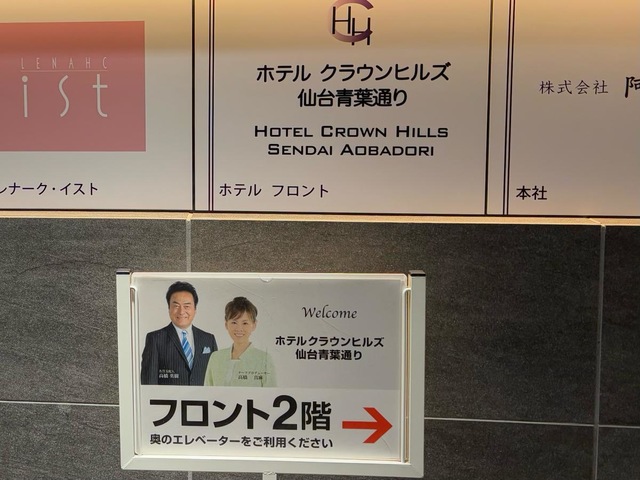 LENAHC
ist
レナーク・イスト
CHH
ホテル クラウンヒルズ
仙台青葉通り
HOTEL CROWN HILLS
SENDAI AOBADORI
ホテル フロント
株式会社 阿
本社
Welcome
ホテルクラウンヒルズ
仙台青葉通り
フロント2階
奥のエレベーターをご利用ください